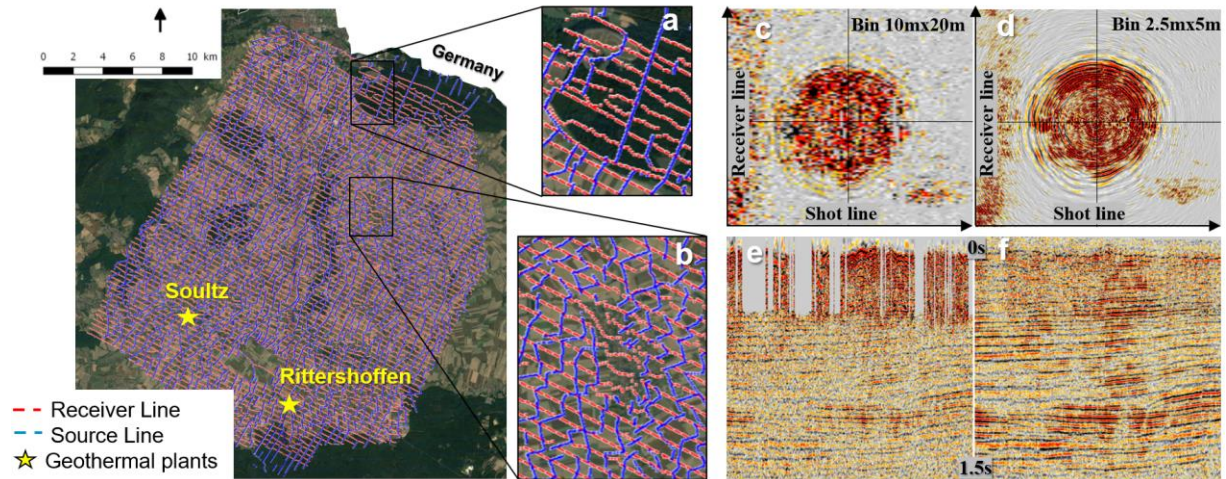 0 2 4 6 8 10 km
Germany
Soultz
Rittershoffen
Receiver Line
Source Line
Geothermal plants
a
b
c
Bin 10mx20m
Receiver line
Shot line
d
Bin 2.5mx5m
Receiver line
Shot line
e
0s
f
1.5s